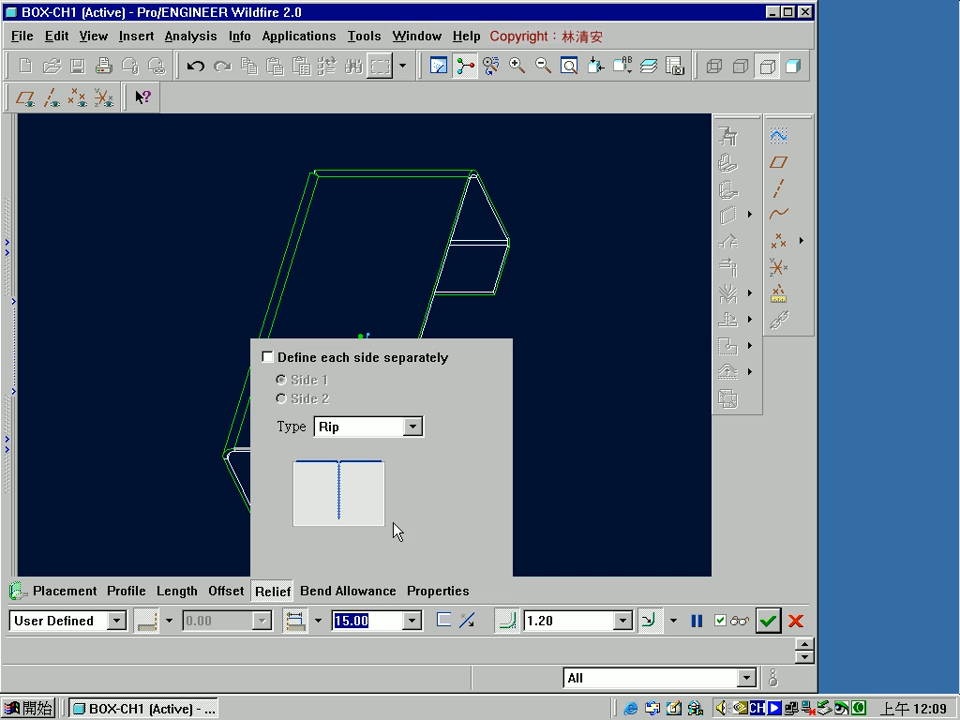 BOX-CH1 (Active) - Pro/ENGINEER Wildfire 2.0
File Edit View Insert Analysis Info Applications Tools Window Help Copyright：林清安
Define each side separately
Side 1
Side 2
Type Rip
Placement Profile Length Offset Relief Bend Allowance Properties
User Defined 0.00 15.00 1.20
All
開始 BOX-CH1 (Active) - ... CH 上午 12:09